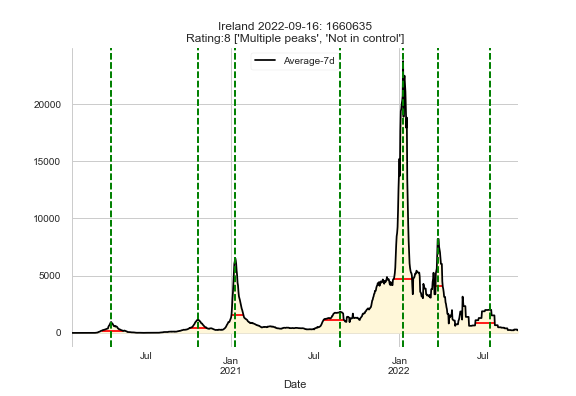 Ireland 2022-09-16: 1660635
Rating:8 ['Multiple peaks', 'Not in control']
Average-7d
20000
15000
10000
5000
0
Jul
Jan
2021
Jul
Jan
2022
Jul
Date